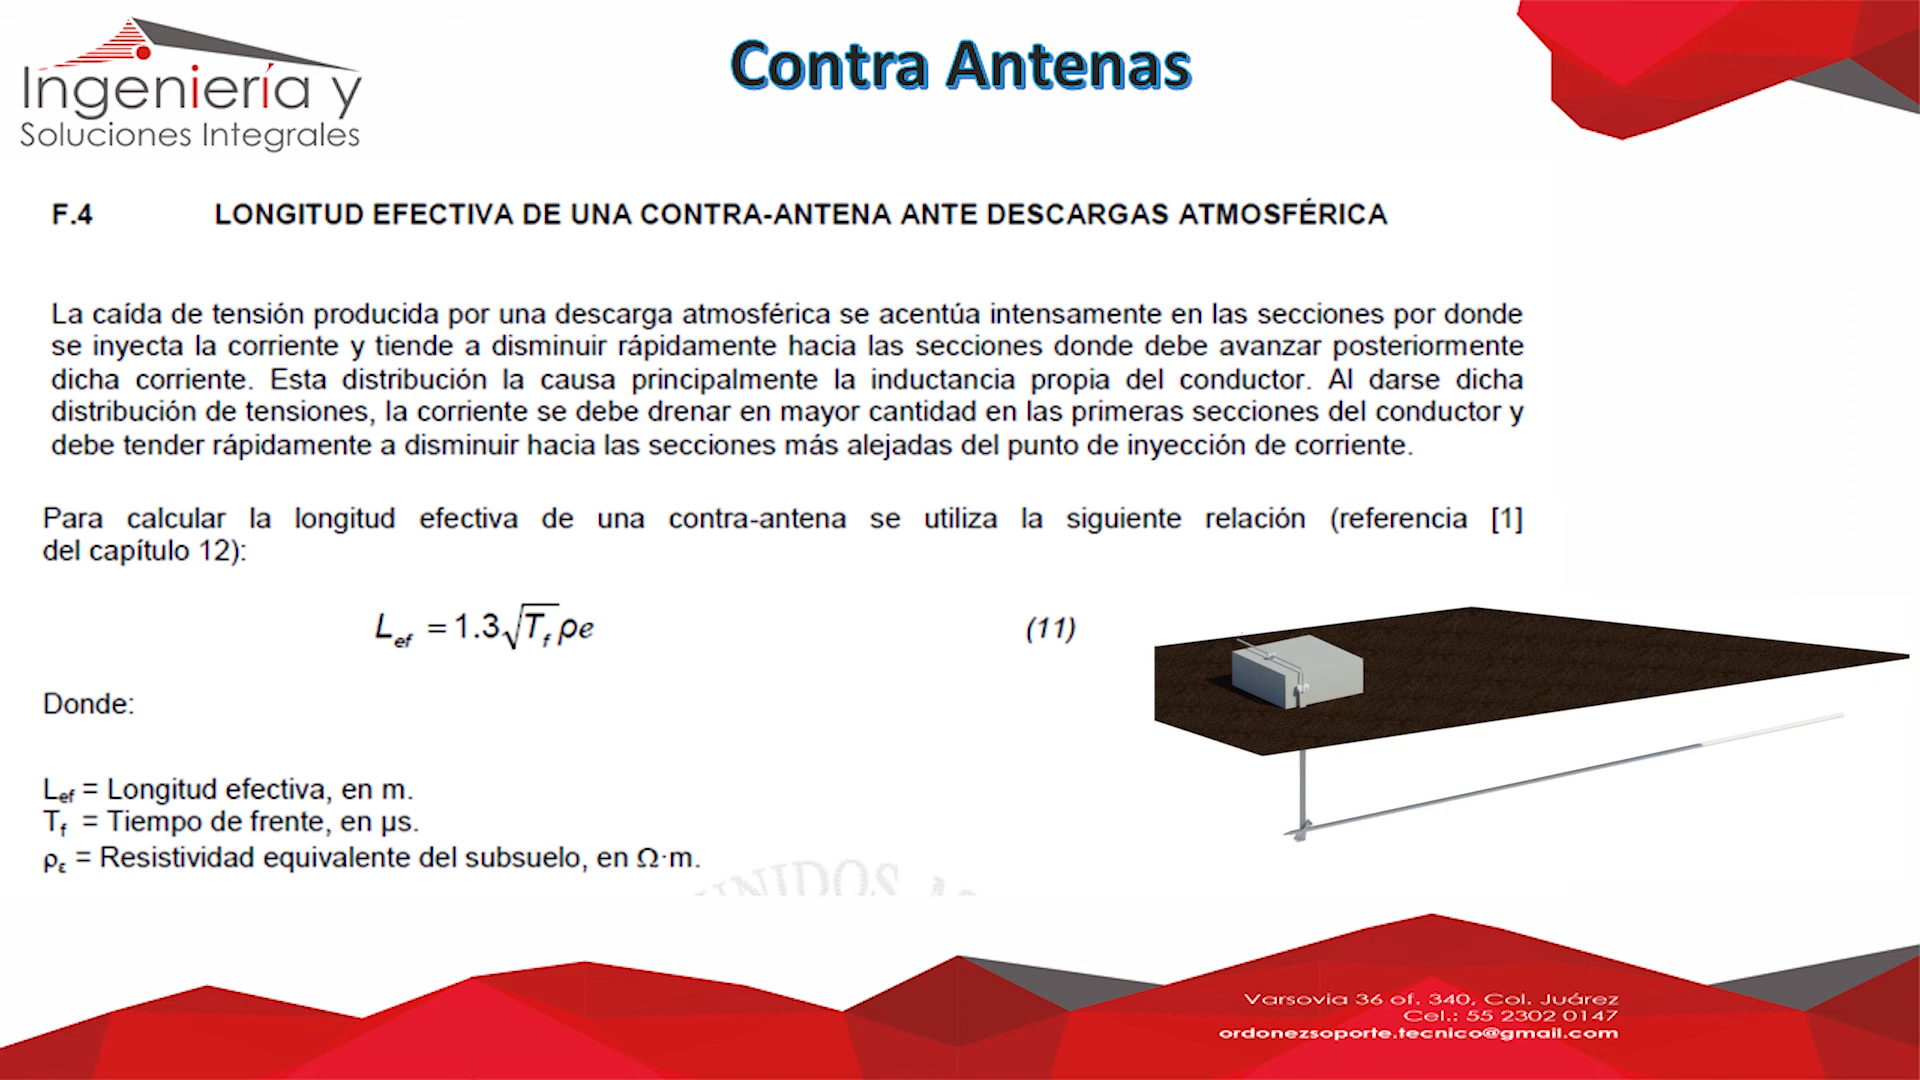 Ingeniería y
Soluciones Integrales
Contra Antenas
F.4 LONGITUD EFECTIVA DE UNA CONTRA-ANTENA ANTE DESCARGAS ATMOSFÉRICA
La caída de tensión producida por una descarga atmosférica se acentúa intensamente en las secciones por donde
se inyecta la corriente y tiende a disminuir rápidamente hacia las secciones donde debe avanzar posteriormente
dicha corriente. Esta distribución la causa principalmente la inductancia propia del conductor. Al darse dicha
distribución de tensiones, la corriente se debe drenar en mayor cantidad en las primeras secciones del conductor y
debe tender rápidamente a disminuir hacia las secciones más alejadas del punto de inyección de corriente.
Para calcular la longitud efectiva de una contra-antena se utiliza la siguiente relación (referencia [1]
del capítulo 12):
L_ef = 1.3√T_f ρe (11)
Donde:
L_ef = Longitud efectiva, en m.
T_f = Tiempo de frente, en µs.
ρ_ε = Resistividad equivalente del subsuelo, en Ω·m.
UNIDOS
Varsovia 36 of. 340, Col. Juárez
Cel.: 55 2302 0147
ordonezsoporte.tecnico@gmail.com